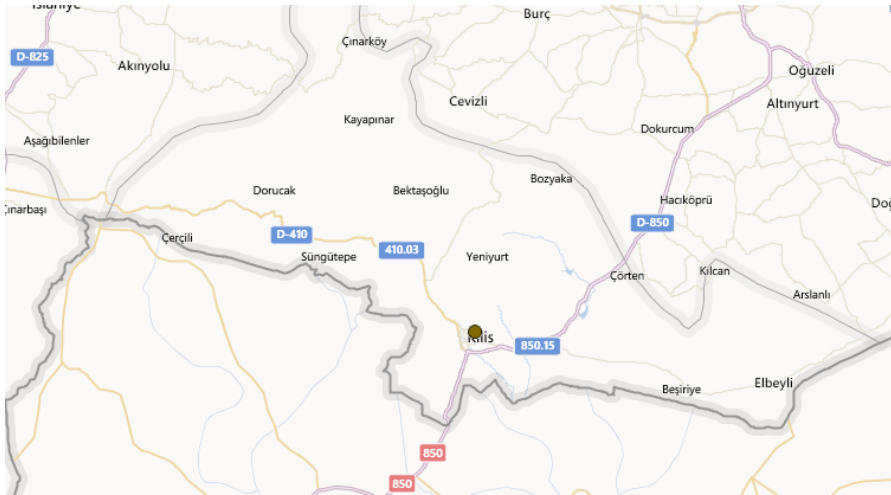 Burç
Çınarköy
D-825
Akınyolu
Oğuzeli
Cevizli
Altınyurt
Kayapınar
Dokurcum
Aşağıbilenler
Bozyaka
Dorucak
Bektaşoğlu
Hacıköprü
D-850
Çerçili
D-410
410.03
Süngütepe
Yeniyurt
Çörten
Kılcan
Arslanlı
Kilis
850.15
Beşiriye
Elbeyli
850
850